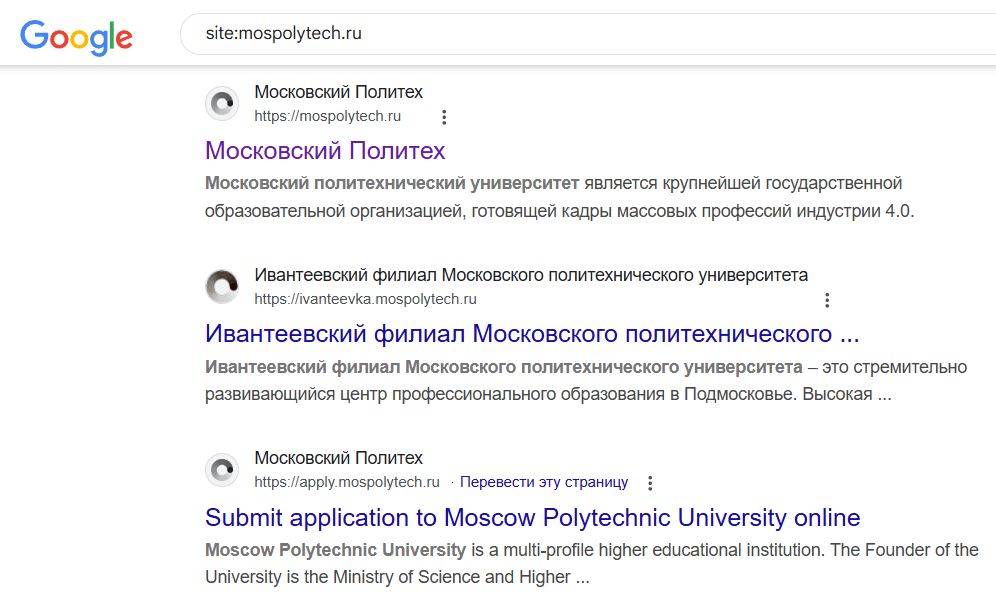 Google
site:mospolytech.ru
Московский Политех
https://mospolytech.ru
Московский Политех
Московский политехнический университет является крупнейшей государственной
образовательной организацией, готовящей кадры массовых профессий индустрии 4.0.
Ивантеевский филиал Московского политехнического университета
https://ivanteevka.mospolytech.ru
Ивантеевский филиал Московского политехнического ...
Ивантеевский филиал Московского политехнического университета – это стремительно
развивающийся центр профессионального образования в Подмосковье. Высокая ...
Московский Политех
https://apply.mospolytech.ru · Перевести эту страницу
Submit application to Moscow Polytechnic University online
Moscow Polytechnic University is a multi-profile higher educational institution. The Founder of the
University is the Ministry of Science and Higher ...